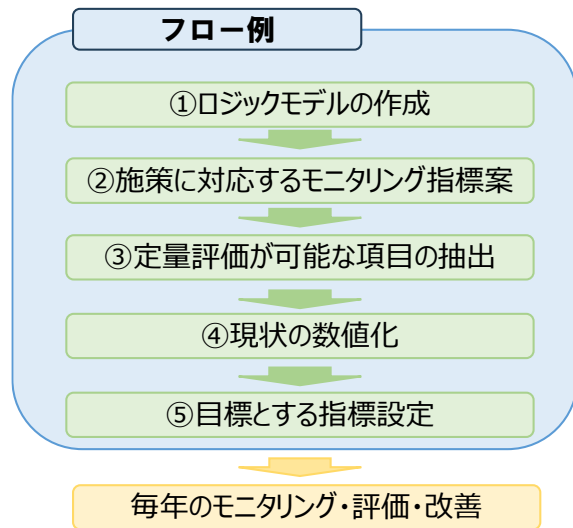 フロー例
①ロジックモデルの作成
②施策に対応するモニタリング指標案
③定量評価が可能な項目の抽出
④現状の数値化
⑤目標とする指標設定
毎年のモニタリング・評価・改善